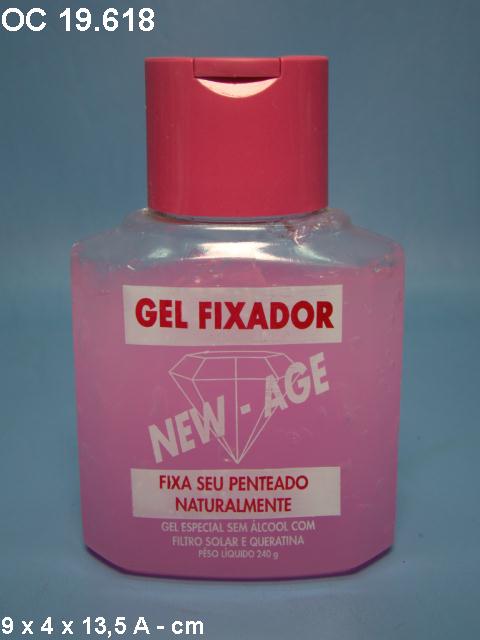 OC 19.618
GEL FIXADOR
NEW - AGE
FIXA SEU PENTEADO
NATURALMENTE
GEL ESPECIAL SEM ÁLCOOL COM
FILTRO SOLAR E QUERATINA
PÊSO LÍQUIDO 240 g
9 x 4 x 13,5 A - cm